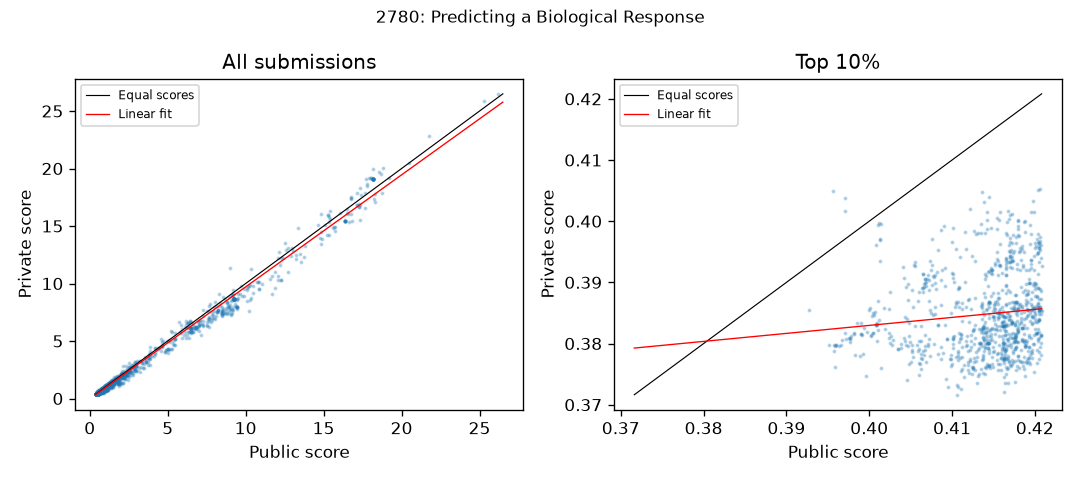 2780: Predicting a Biological Response
All submissions
Equal scores
Linear fit
Private score
25
20
15
10
5
0
0
5
10
15
20
25
Public score
Top 10%
Equal scores
Linear fit
Private score
0.42
0.41
0.40
0.39
0.38
0.37
0.37
0.38
0.39
0.40
0.41
0.42
Public score